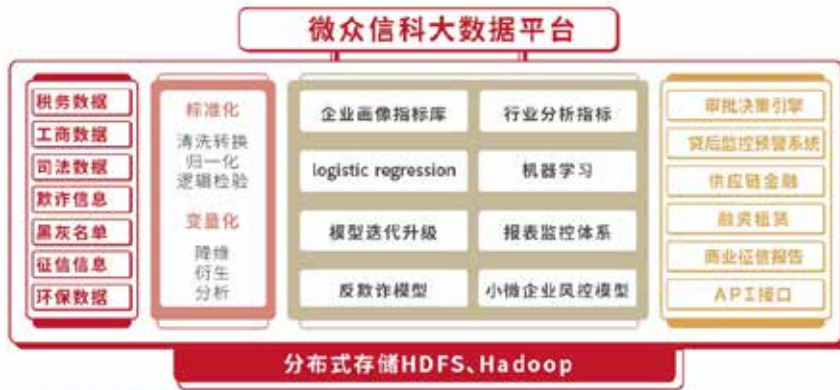 微众信科大数据平台
税务数据
工商数据
司法数据
欺诈信息
黑灰名单
征信信息
环保数据
标准化
清洗转换
归一化
逻辑检验
变量化
降维
衍生
分析
企业画像指标库
行业分析指标
logistic regression
机器学习
模型迭代升级
报表监控体系
反欺诈模型
小微企业风控模型
审批决策引擎
贷后监控预警系统
供应链金融
融资租赁
商业征信报告
API接口
分布式存储HDFS、Hadoop